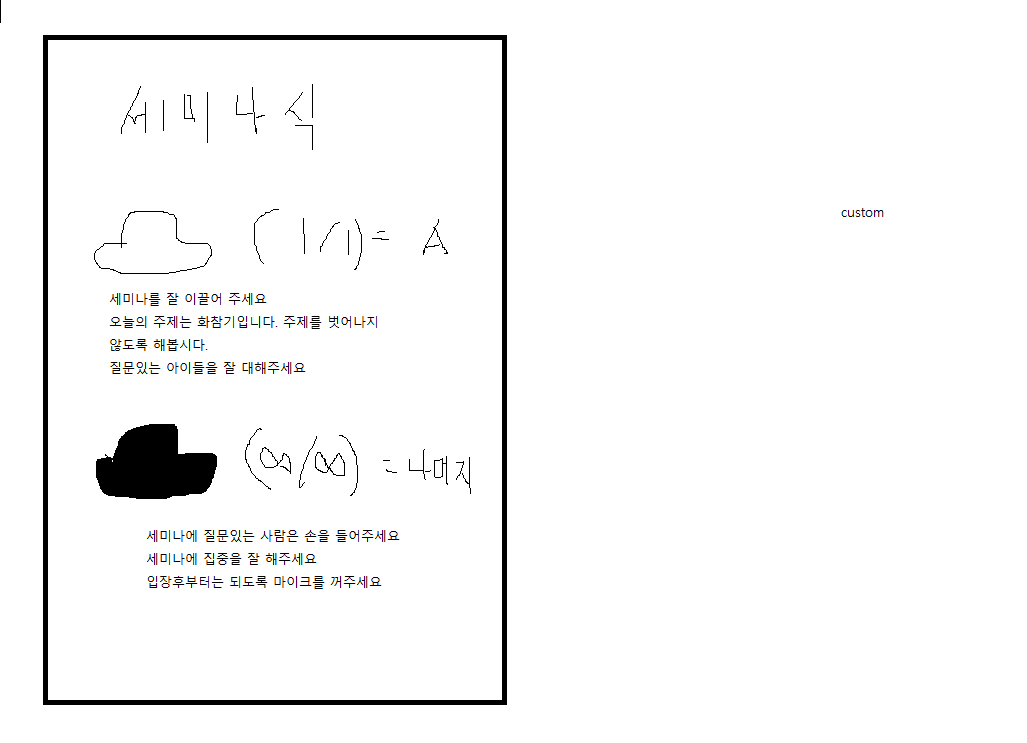 세미나식
(1/1) = A
세미나를 잘 이끌어 주세요
오늘의 주제는 화참기입니다. 주제를 벗어나지
않도록 해봅시다.
질문있는 아이들을 잘 대해주세요
(∞/∞) = 나머지
세미나에 질문있는 사람은 손을 들어주세요
세미나에 집중을 잘 해주세요
입장후부터는 되도록 마이크를 꺼주세요
custom